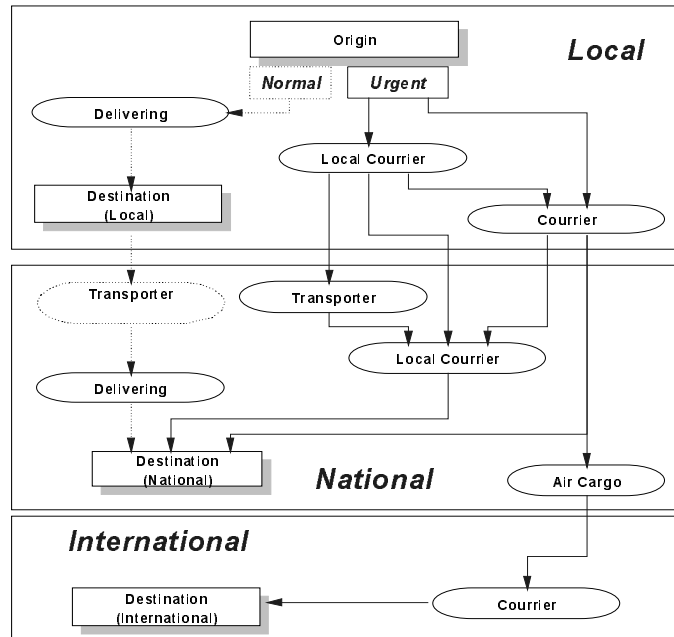 Origin
Local
Normal
Urgent
Delivering
Local Courrier
Destination
(Local)
Courrier
Transporter
Transporter
Local Courrier
Delivering
Destination
(National)
National
Air Cargo
International
Destination
(International)
Courrier